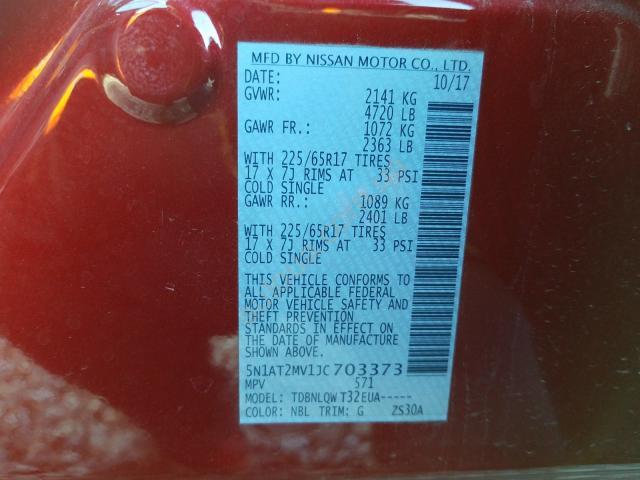 MFD BY NISSAN MOTOR CO., LTD.
DATE: 10/17
GVWR: 2141 KG
4720 LB
GAWR FR.: 1072 KG
2363 LB
WITH 225/65R17 TIRES
17 X 7J RIMS AT 33 PSI
COLD SINGLE
GAWR RR.: 1089 KG
2401 LB
WITH 225/65R17 TIRES
17 X 7J RIMS AT 33 PSI
COLD SINGLE
THIS VEHICLE CONFORMS TO
ALL APPLICABLE FEDERAL
MOTOR VEHICLE SAFETY AND
THEFT PREVENTION
STANDARDS IN EFFECT ON
THE DATE OF MANUFACTURE
SHOWN ABOVE.
5N1AT2MV1JC703373
MPV 571
MODEL: TDBNLQWT32EUA-----
COLOR: NBL TRIM: G ZS30A